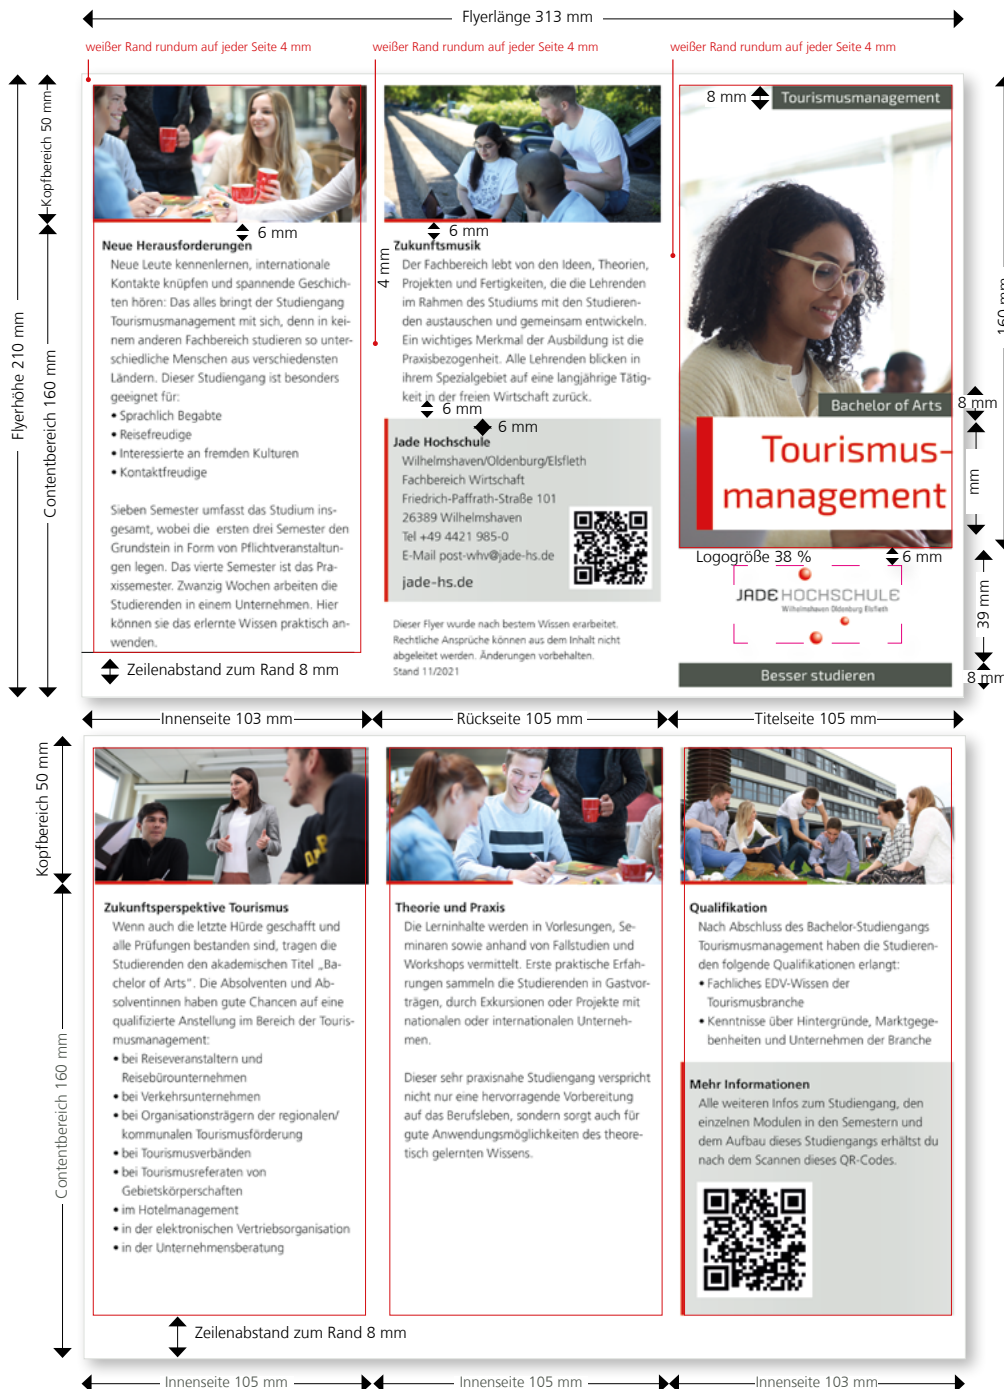 Flyerlänge 313 mm
weißer Rand rundum auf jeder Seite 4 mm
weißer Rand rundum auf jeder Seite 4 mm
weißer Rand rundum auf jeder Seite 4 mm
Flyerhöhe 210 mm
Kopfbereich 50 mm
Contentbereich 160 mm
6 mm
Neue Herausforderungen
Neue Leute kennenlernen, internationale
Kontakte knüpfen und spannende Geschich-
ten hören: Das alles bringt der Studiengang
Tourismusmanagement mit sich, denn in kei-
nem anderen Fachbereich studieren so unter-
schiedliche Menschen aus verschiedensten
Ländern. Dieser Studiengang ist besonders
geeignet für:
• Sprachlich Begabte
• Reisefreudige
• Interessierte an fremden Kulturen
• Kontaktfreudige
Sieben Semester umfasst das Studium ins-
gesamt, wobei die ersten drei Semester den
Grundstein in Form von Pflichtveranstaltun-
gen legen. Das vierte Semester ist das Pra-
xissemester. Zwanzig Wochen arbeiten die
Studierenden in einem Unternehmen. Hier
können sie das erlernte Wissen praktisch an-
wenden.
Zeilenabstand zum Rand 8 mm
4 mm
6 mm
Zukunftsmusik
Der Fachbereich lebt von den Ideen, Theorien,
Projekten und Fertigkeiten, die die Lehrenden
im Rahmen des Studiums mit den Studieren-
den austauschen und gemeinsam entwickeln.
Ein wichtiges Merkmal der Ausbildung ist die
Praxisbezogenheit. Alle Lehrenden blicken in
ihrem Spezialgebiet auf eine langjährige Tätig-
keit in der freien Wirtschaft zurück.
6 mm
6 mm
Jade Hochschule
Wilhelmshaven/Oldenburg/Elsfleth
Fachbereich Wirtschaft
Friedrich-Paffrath-Straße 101
26389 Wilhelmshaven
Tel +49 4421 985-0
E-Mail post-whv@jade-hs.de
jade-hs.de
Dieser Flyer wurde nach bestem Wissen erarbeitet.
Rechtliche Ansprüche können aus dem Inhalt nicht
abgeleitet werden. Änderungen vorbehalten.
Stand 11/2021
8 mm
Tourismusmanagement
160 mm
Bachelor of Arts
8 mm
Tourismus-
management
mm
Logogröße 38 %
6 mm
JADE HOCHSCHULE
Wilhelmshaven Oldenburg Elsfleth
39 mm
Besser studieren
8 mm
Innenseite 103 mm
Rückseite 105 mm
Titelseite 105 mm
Kopfbereich 50 mm
Contentbereich 160 mm
Zukunftsperspektive Tourismus
Wenn auch die letzte Hürde geschafft und
alle Prüfungen bestanden sind, tragen die
Studierenden den akademischen Titel „Ba-
chelor of Arts“. Die Absolventen und Ab-
solventinnen haben gute Chancen auf eine
qualifizierte Anstellung im Bereich der Touris-
musmanagement:
• bei Reiseveranstaltern und
Reisebürounternehmen
• bei Verkehrsunternehmen
• bei Organisationsträgern der regionalen/
kommunalen Tourismusförderung
• bei Tourismusverbänden
• bei Tourismusreferaten von
Gebietskörperschaften
• im Hotelmanagement
• in der elektronischen Vertriebsorganisation
• in der Unternehmensberatung
Zeilenabstand zum Rand 8 mm
Theorie und Praxis
Die Lerninhalte werden in Vorlesungen, Se-
minaren sowie anhand von Fallstudien und
Workshops vermittelt. Erste praktische Erfah-
rungen sammeln die Studierenden in Gastvor-
trägen, durch Exkursionen oder Projekte mit
nationalen oder internationalen Unterneh-
men.
Dieser sehr praxisnahe Studiengang verspricht
nicht nur eine hervorragende Vorbereitung
auf das Berufsleben, sondern sorgt auch für
gute Anwendungsmöglichkeiten des theore-
tisch gelernten Wissens.
Qualifikation
Nach Abschluss des Bachelor-Studiengangs
Tourismusmanagement haben die Studieren-
den folgende Qualifikationen erlangt:
• Fachliches EDV-Wissen der
Tourismusbranche
• Kenntnisse über Hintergründe, Marktgege-
benheiten und Unternehmen der Branche
Mehr Informationen
Alle weiteren Infos zum Studiengang, den
einzelnen Modulen in den Semestern und
dem Aufbau dieses Studiengangs erhältst du
nach dem Scannen dieses QR-Codes.
Innenseite 105 mm
Innenseite 105 mm
Innenseite 103 mm